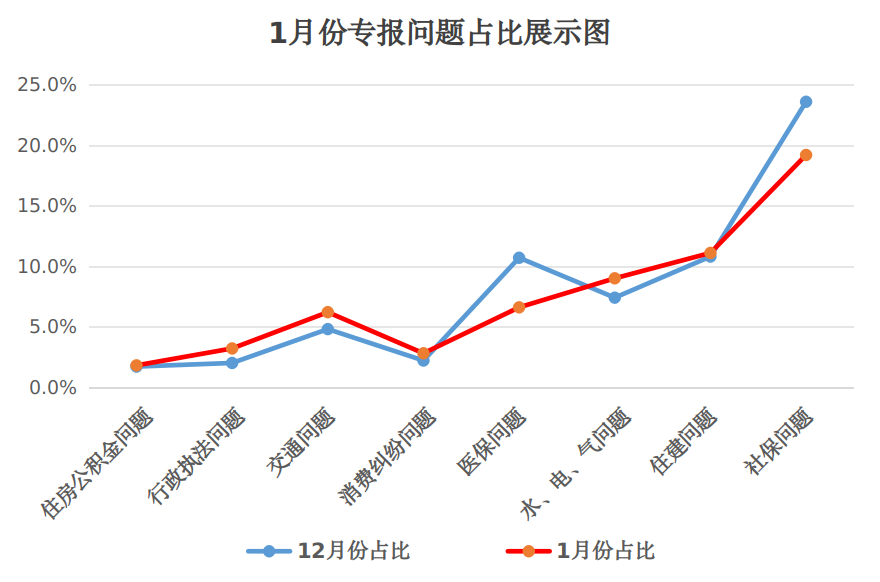 1月份专报问题占比展示图
25.0%
20.0%
15.0%
10.0%
5.0%
0.0%
住房公积金问题
行政执法问题
交通问题
消费纠纷问题
医保问题
水、电、气问题
住建问题
社保问题
12月份占比
1月份占比